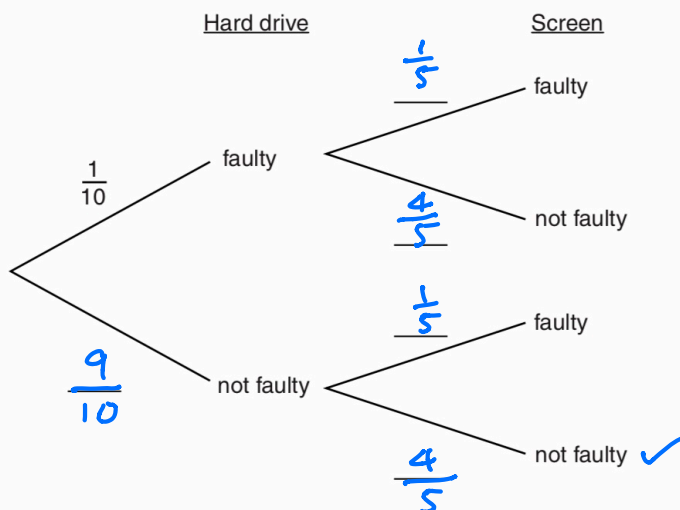 Hard drive Screen
1/5
faulty
1/10
faulty
4/5
not faulty
1/5
faulty
9/10
not faulty
4/5
not faulty ✓